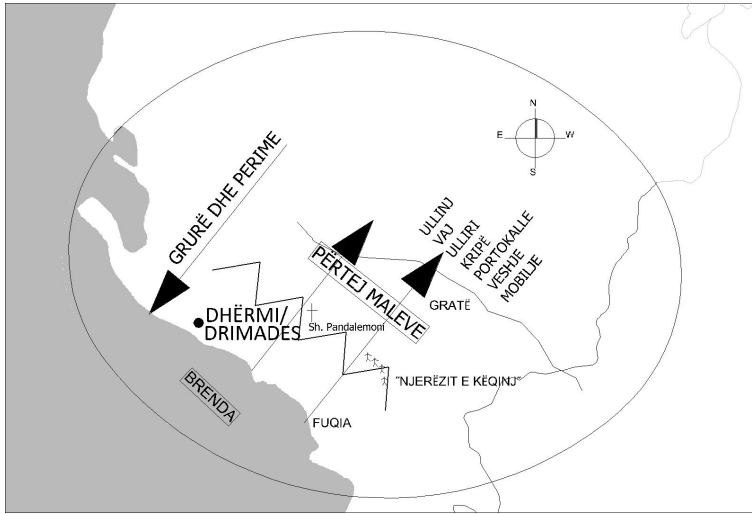 N
E
W
S
GRURË DHE PERIME
ULLINJ
VAJ
ULLIRI
KRIPË
PORTOKALLE
VESHJE
MOBILJE
PËRTEJ MALEVE
GRATË
DHËRMI/
DRIMADES
Sh. Pandalemoni
"NJERËZIT E KËQINJ"
BRENDA
FUQIA